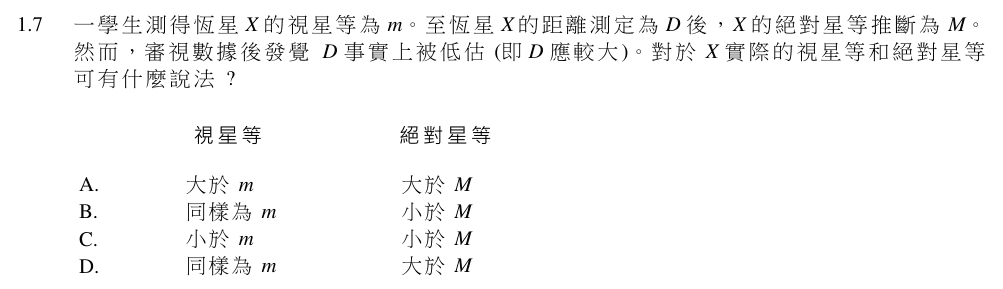 1.7 一學生測得恆星 X 的視星等為 m。至恆星 X 的距離測定為 D 後，X 的絕對星等推斷為 M。
然而，審視數據後發覺 D 事實上被低估 (即 D 應較大)。對於 X 實際的視星等和絕對星等
可有什麼說法 ?
視星等 絕對星等
A. 大於 m 大於 M
B. 同樣為 m 小於 M
C. 小於 m 小於 M
D. 同樣為 m 大於 M